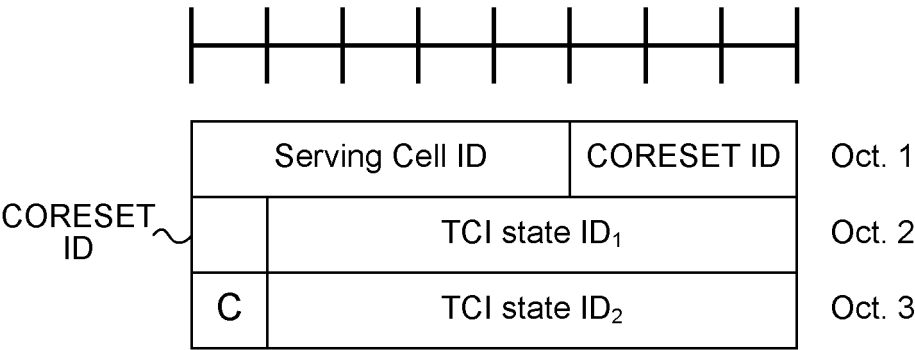 Serving Cell ID CORESET ID Oct. 1
CORESET
ID
TCI state ID₁ Oct. 2
C TCI state ID₂ Oct. 3